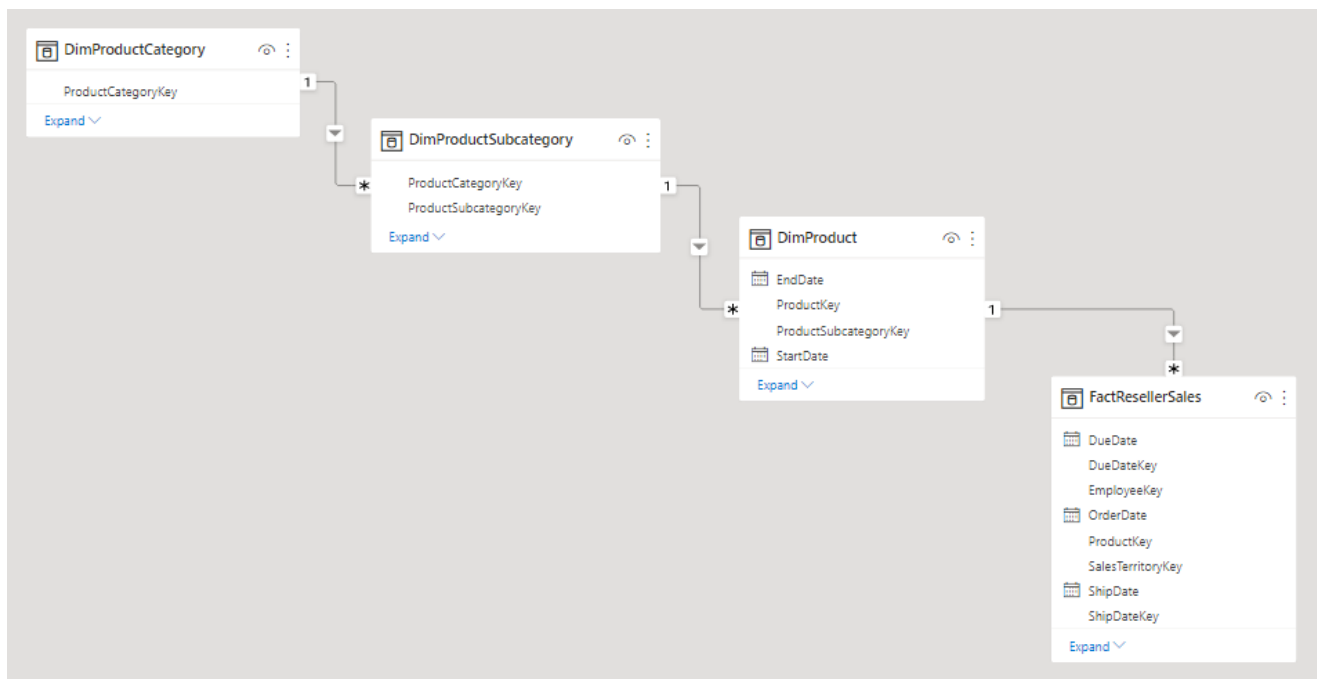 DimProductCategory
ProductCategoryKey
Expand
1
*
DimProductSubcategory
ProductCategoryKey
ProductSubcategoryKey
Expand
1
*
DimProduct
EndDate
ProductKey
ProductSubcategoryKey
StartDate
Expand
1
*
FactResellerSales
DueDate
DueDateKey
EmployeeKey
OrderDate
ProductKey
SalesTerritoryKey
ShipDate
ShipDateKey
Expand